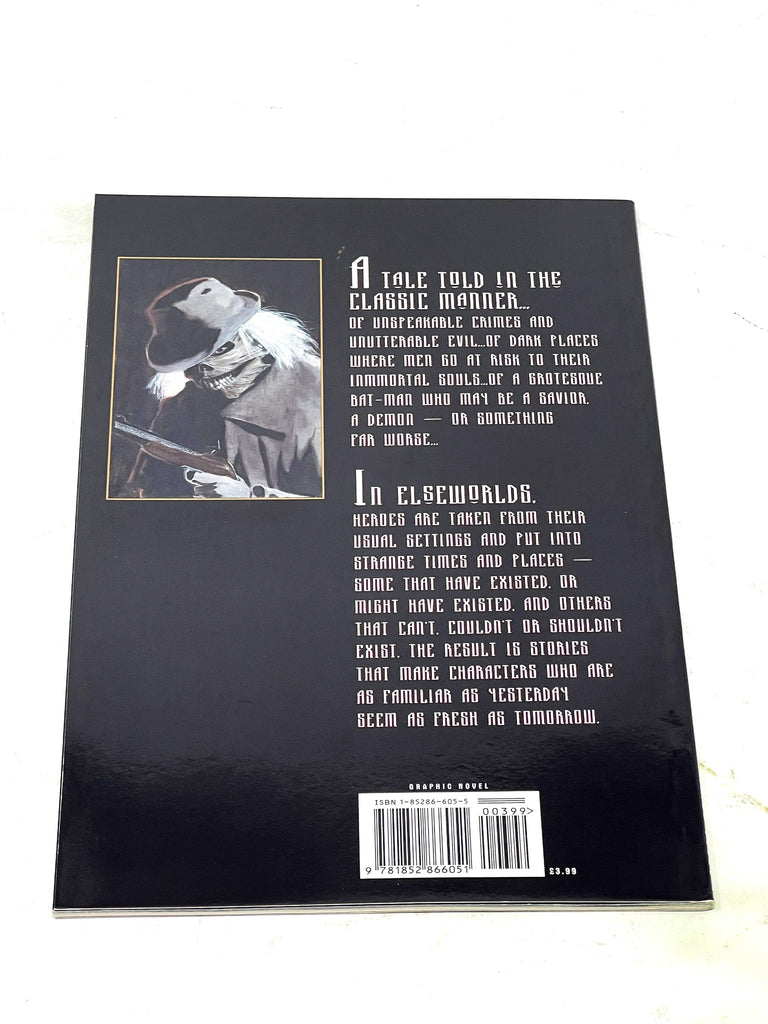 A TALE TOLD IN THE
CLASSIC MANNER...
OF UNSPEAKABLE CRIMES AND
UNUTTERABLE EVIL...OF DARK PLACES
WHERE MEN GO AT RISK TO THEIR
INMMORTAL SOULS...OF A GROTESQUE
BAT-MAN WHO MAY BE A SAVIOR,
A DEMON — OR SOMETHING
FAR WORSE...
IN ELSEWORLDS,
HEROES ARE TAKEN FROM THEIR
USUAL SETTINGS AND PUT INTO
STRANGE TIMES AND PLACES —
SOME THAT HAVE EXISTED, OR
MIGHT HAVE EXISTED, AND OTHERS
THAT CAN'T, COULDN'T OR SHOULDN'T
EXIST. THE RESULT IS STORIES
THAT MAKE CHARACTERS WHO ARE
AS FAMILIAR AS YESTERDAY
SEEM AS FRESH AS TOMORROW.
GRAPHIC NOVEL
ISBN 1-85286-605-5
00399>
9 781852 866051
£3.99